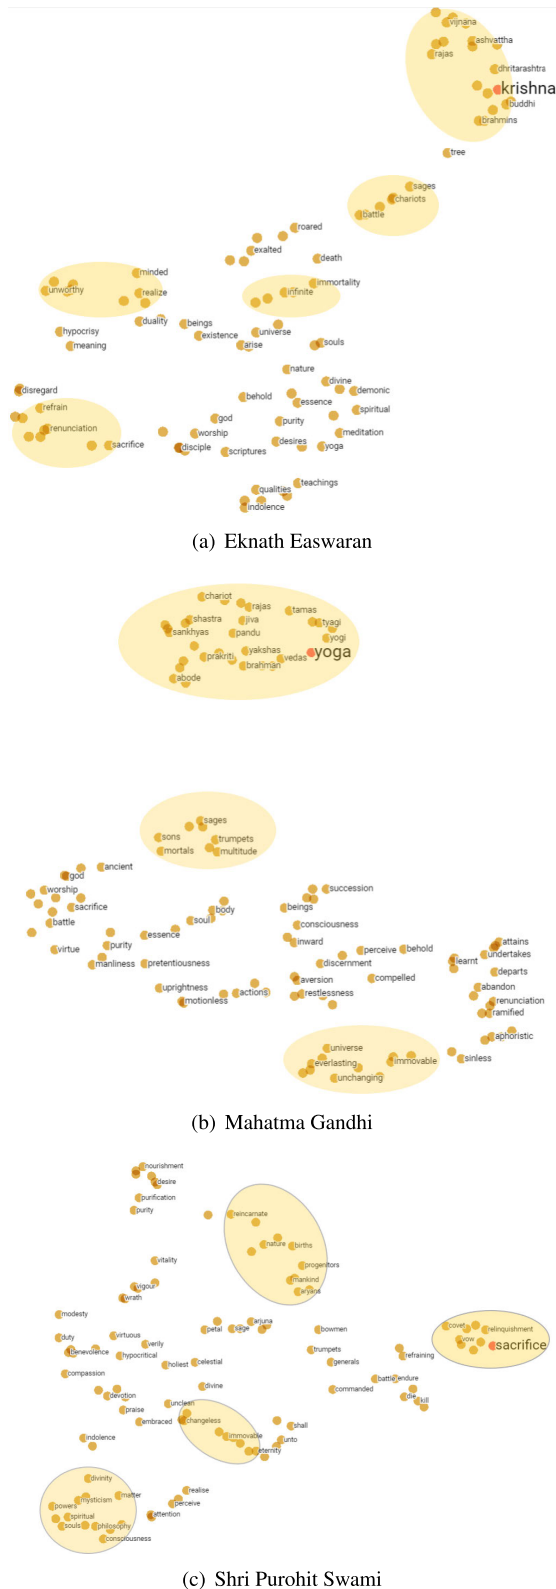 vijnana
ashvattha
rajas
dhritarashtra
krishna
buddhi
brahmins
tree
sages
chariots
battle
roared
exalted
death
minded
immortality
unworthy
realize
infinite
duality
beings
hypocrisy
existence
universe
meaning
arise
souls
nature
divine
disregard
behold
demonic
refrain
essence
spiritual
god
purity
renunciation
worship
meditation
sacrifice
disciple
desires
scriptures
yoga
teachings
qualities
indolence
(a) Eknath Easwaran
chariot
rajas
tamas
shastra
jiva
tyagi
sankhyas
pandu
yogi
prakriti
yakshas
vedas
yoga
brahman
abode
sages
sons
trumpets
mortals
multitude
ancient
god
worship
succession
sacrifice
body
beings
battle
soul
consciousness
essence
inward
attains
virtue
purity
perceive
behold
undertakes
manliness
pretentiousness
discernment
learnt
aversion
compelled
departs
uprightness
abandon
motionless
actions
restlessness
renunciation
ramified
aphoristic
universe
everlasting
immovable
sinless
unchanging
(b) Mahatma Gandhi
nourishment
desire
purification
purity
reincarnate
nature
births
vitality
progenitors
mankind
vigour
aryans
wrath
modesty
arjuna
petal
sage
bowmen
covet
relinquishment
duty
virtuous
verily
vow
sacrifice
benevolence
hypocritical
trumpets
refraining
holiest
celestial
generals
compassion
divine
battle
endure
devotion
commanded
die
kill
praise
unclean
embraced
changeless
shall
indolence
immovable
unto
eternity
divinity
realise
mysticism
matter
powers
perceive
spiritual
attention
souls
philosophy
consciousness
(c) Shri Purohit Swami